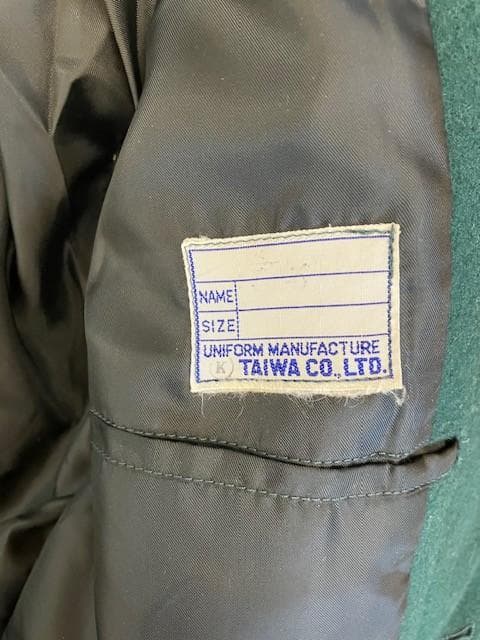 NAME
SIZE
UNIFORM MANUFACTURE
K TAIWA CO., LTD.